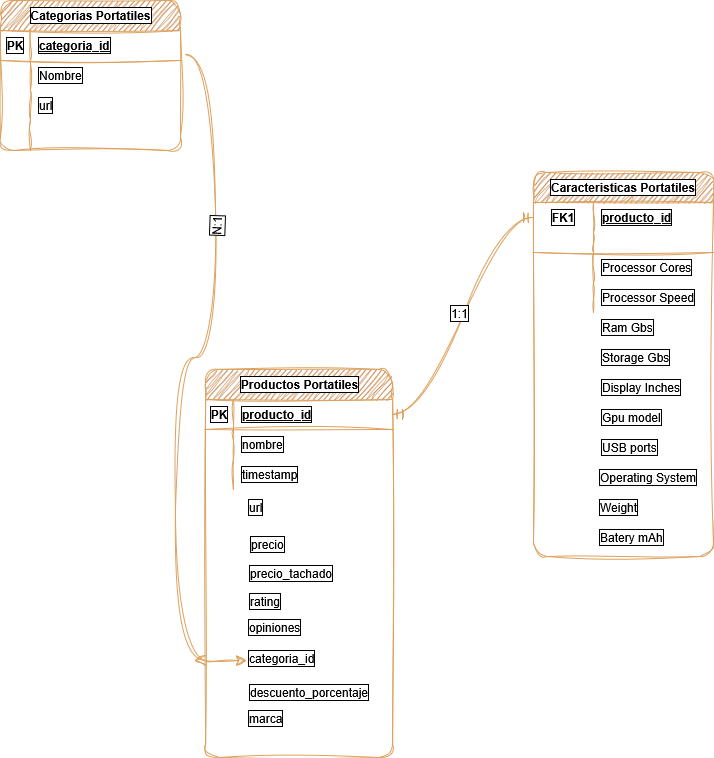 Categorias Portatiles
PK categoria_id
Nombre
url
N:1
Caracteristicas Portatiles
FK1 producto_id
Processor Cores
Processor Speed
Ram Gbs
Storage Gbs
Display Inches
Gpu model
USB ports
Operating System
Weight
Batery mAh
1:1
Productos Portatiles
PK producto_id
nombre
timestamp
url
precio
precio_tachado
rating
opiniones
categoria_id
descuento_porcentaje
marca